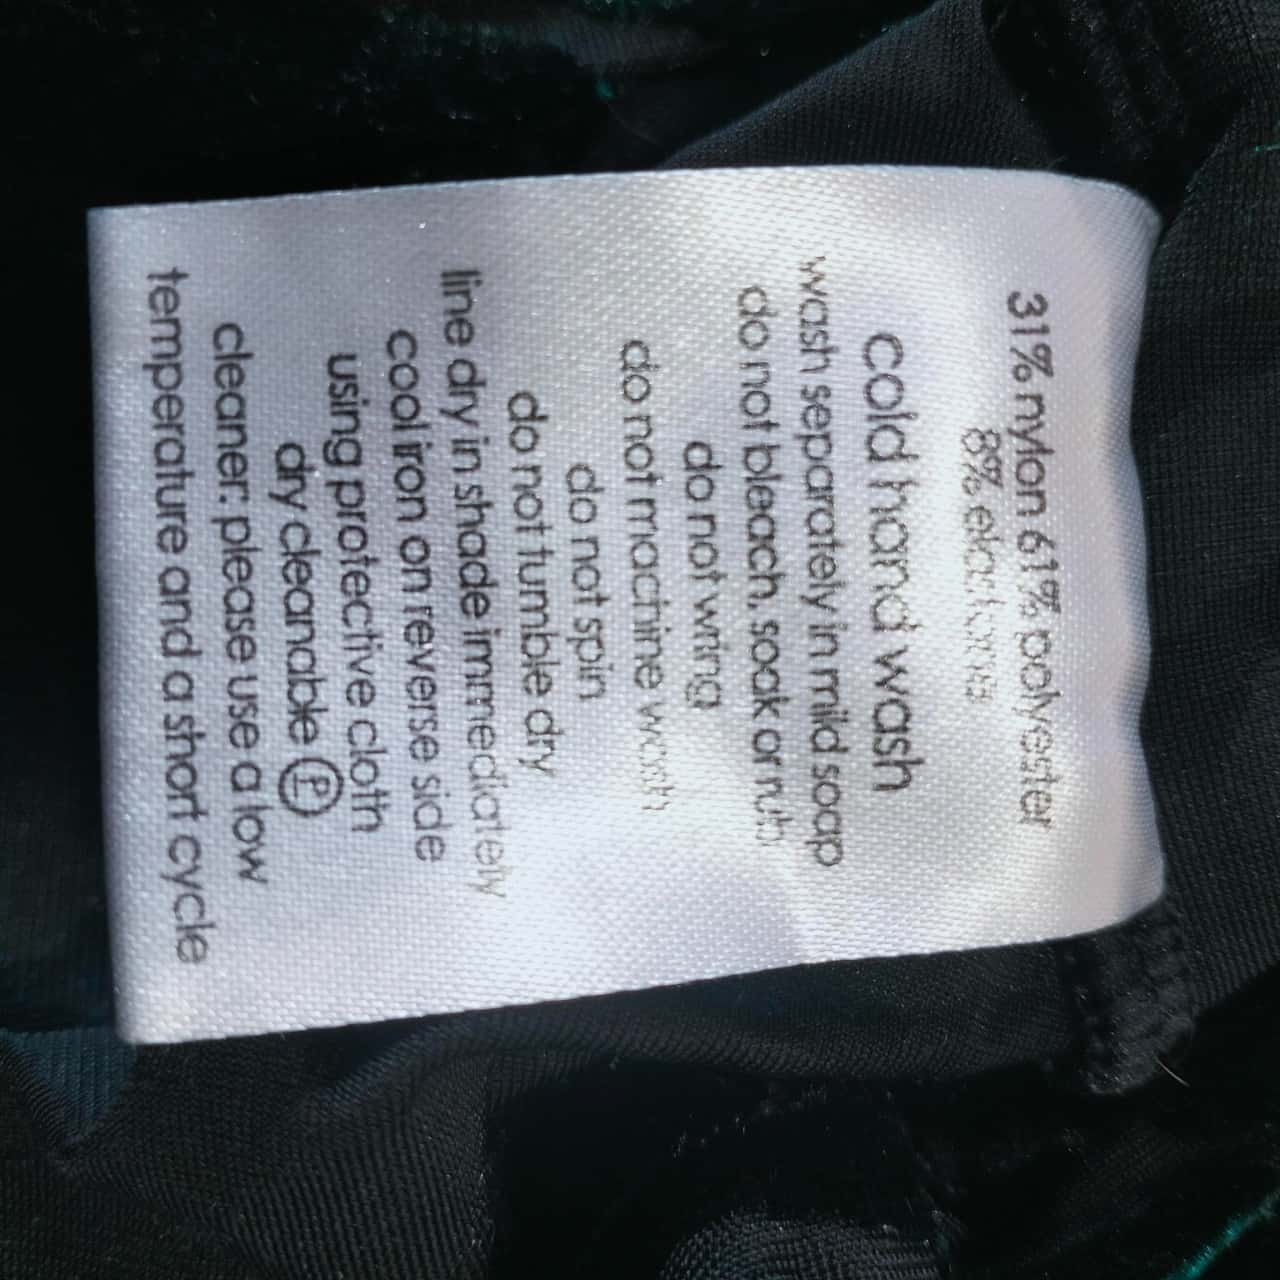 31% nylon 61% polyester
8% elastane
cold hand wash
wash separately in mild soap
do not bleach, soak or rub
do not wring
do not machine wash
do not spin
do not tumble dry
line dry in shade immediately
cool iron on reverse side
using protective cloth
dry cleanable Ⓟ
cleaner: please use a low
temperature and a short cycle